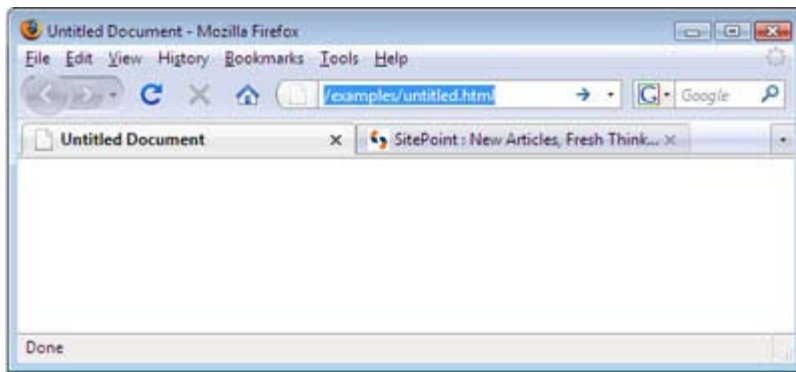 Untitled Document - Mozilla Firefox
File Edit View History Bookmarks Tools Help
/examples/untitled.html Google
Untitled Document SitePoint : New Articles, Fresh Think...
Done